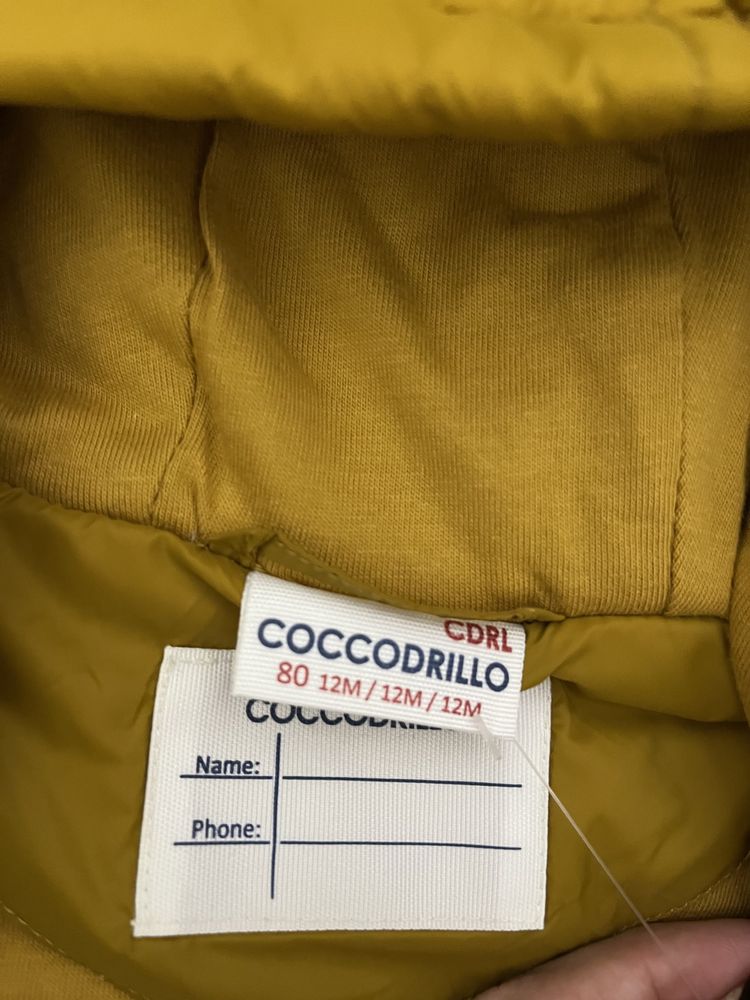 CDRL
COCCODRILLO
80 12M / 12M / 12M
Name:
Phone: